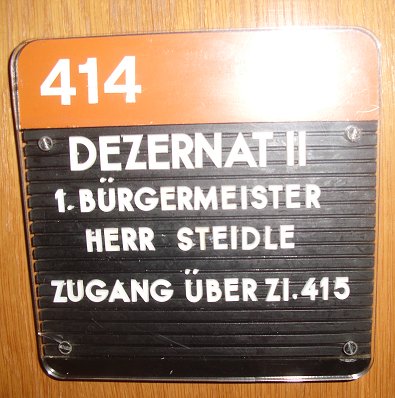 414
DEZERNAT II
1. BÜRGERMEISTER
HERR STEIDLE
ZUGANG ÜBER ZI. 415